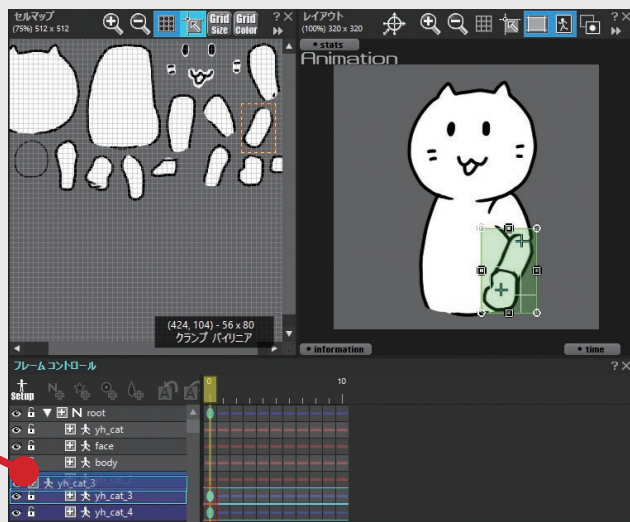 セルマップ
(75%) 512 x 512
Grid Size
Grid Color
?×
レイアウト
(100%) 320 x 320
?×
• stats
Animation
(424, 104) - 56 x 80
クランプ バイリニア
• information
• time
フレーム コントロール
?×
Setup
0
10
N root
yh_cat
face
body
yh_cat_3
yh_cat_3
yh_cat_4